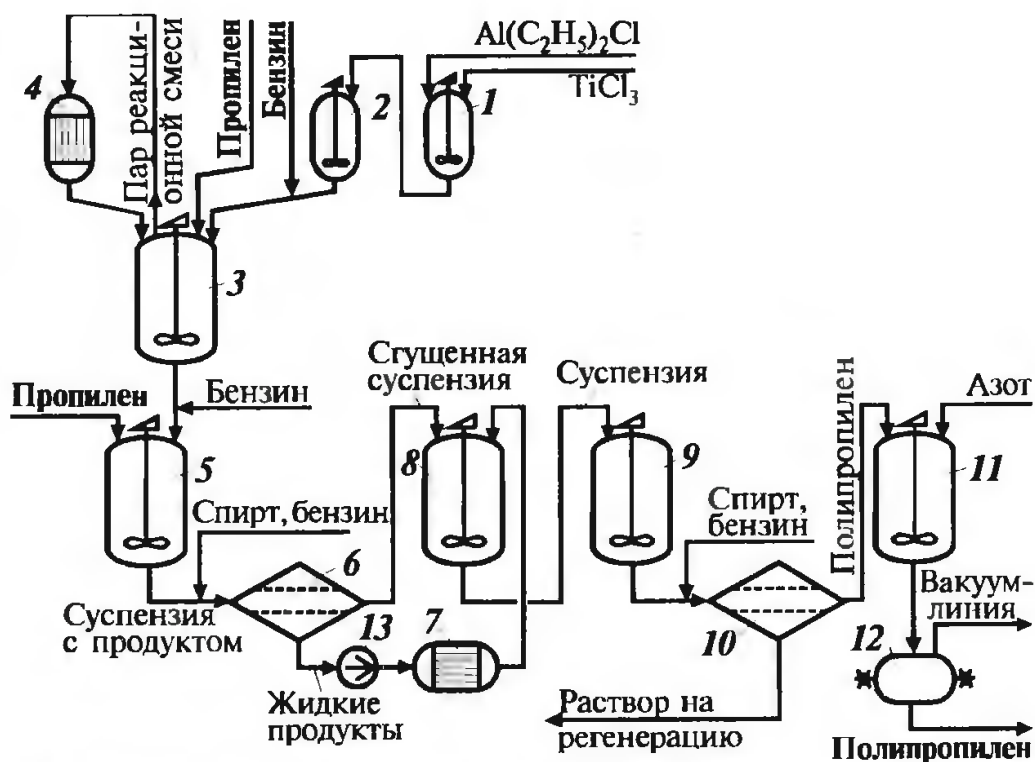 Al(C₂H₅)₂Cl
TiCl₃
4
Пар реакци-
онной смеси
Пропилен
Бензин
2
1
3
Пропилен
Бензин
Сгущенная
суспензия
Суспензия
Полипропилен
Азот
5
8
9
11
Спирт, бензин
Спирт,
бензин
6
Суспензия
с продуктом
13
7
10
Вакуум-
линия
12
Жидкие
продукты
Раствор на
регенерацию
Полипропилен